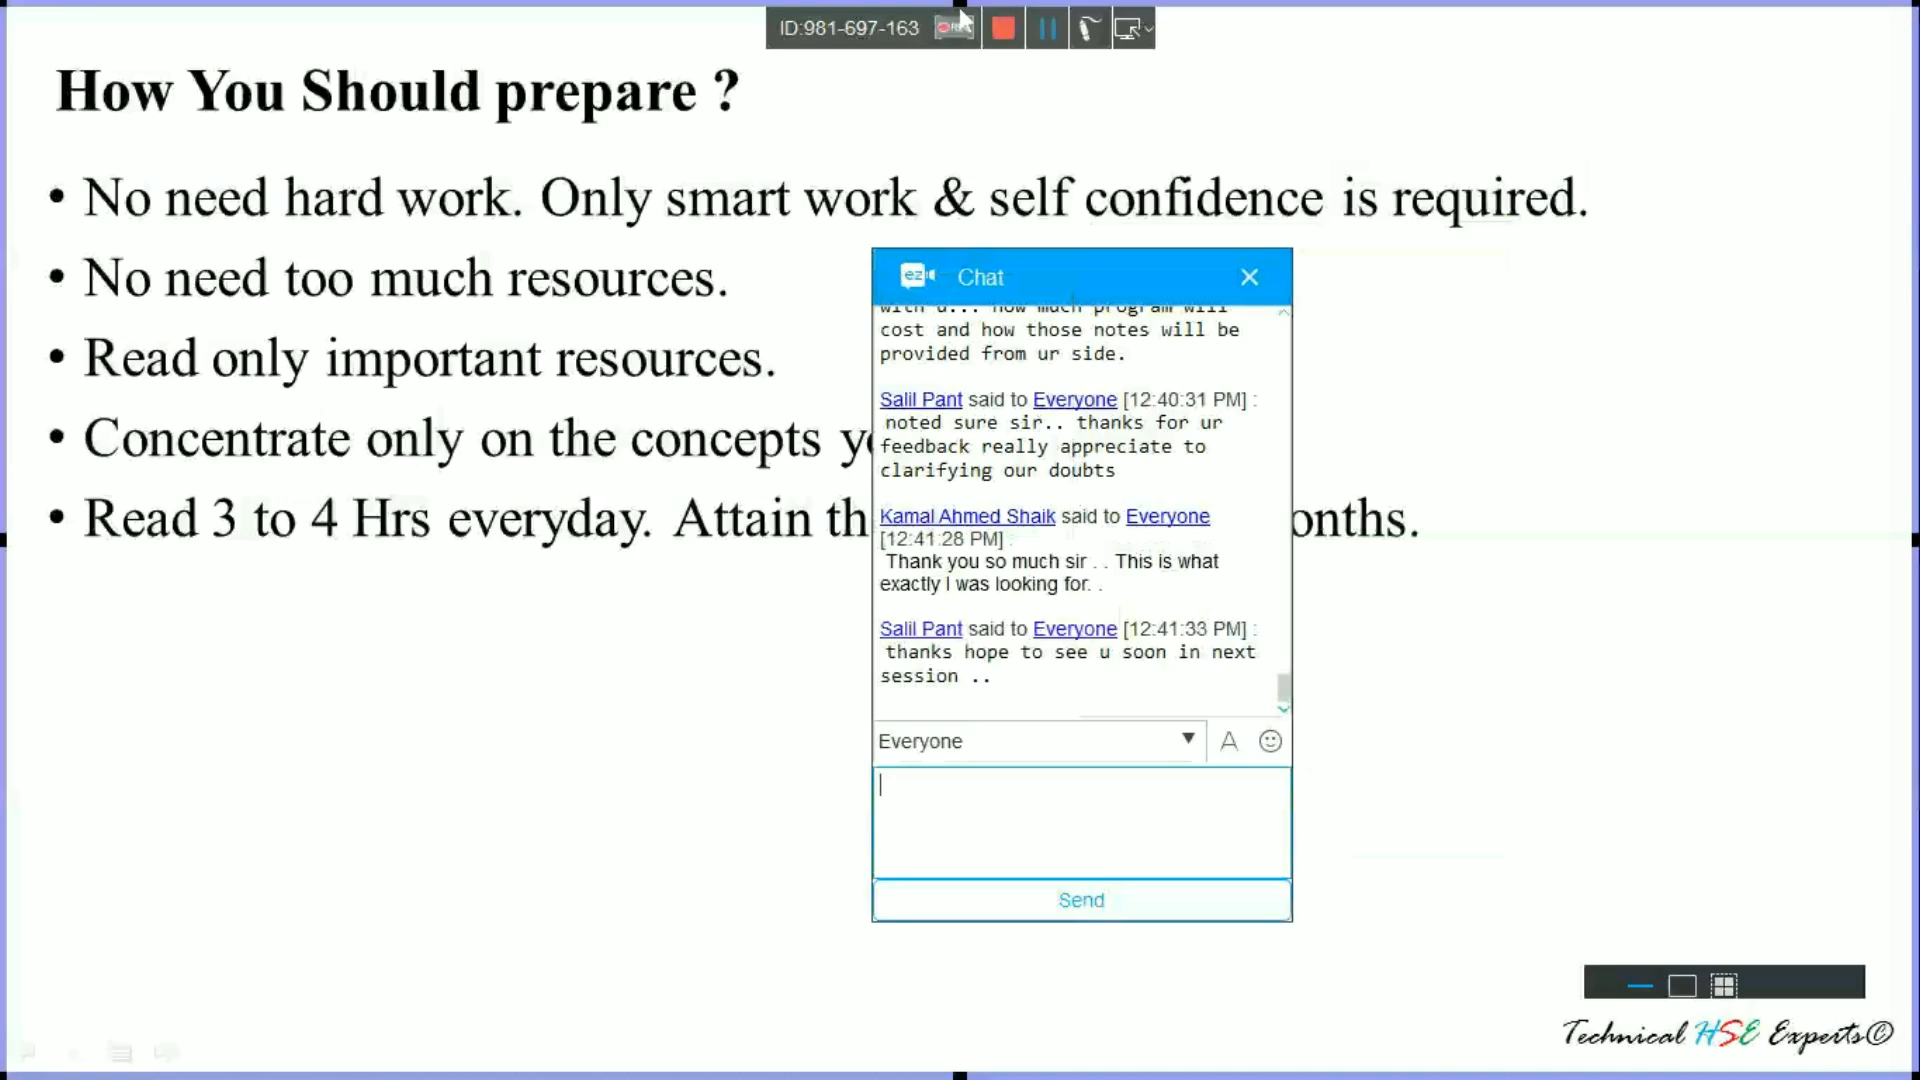 ID:981-697-163
How You Should prepare ?
• No need hard work. Only smart work & self confidence is required.
• No need too much resources.
• Read only important resources.
• Concentrate only on the concepts
• Read 3 to 4 Hrs everyday. Attain
Chat
with u... how much program will
cost and how those notes will be
provided from ur side.
Salil Pant said to Everyone [12:40:31 PM] :
noted sure sir.. thanks for ur
feedback really appreciate to
clarifying our doubts
Kamal Ahmed Shaik said to Everyone
[12:41:28 PM] :
Thank you so much sir . . This is what
exactly I was looking for. .
Salil Pant said to Everyone [12:41:33 PM] :
thanks hope to see u soon in next
session ..
Everyone
A
Send
Technical HSE Experts©